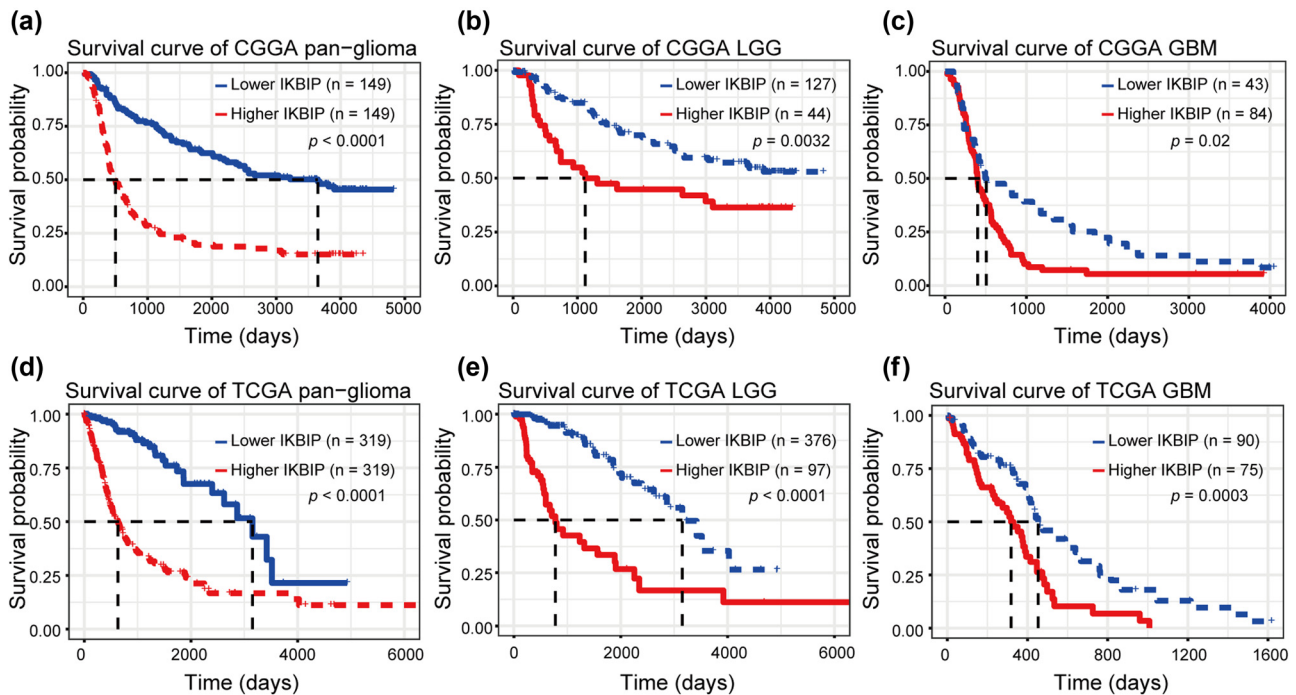 (a)
Survival curve of CGGA pan−glioma
Survival probability
1.00
0.75
0.50
0.25
0.00
Lower IKBIP (n = 149)
Higher IKBIP (n = 149)
p < 0.0001
0 1000 2000 3000 4000 5000
Time (days)
(b)
Survival curve of CGGA LGG
Survival probability
1.00
0.75
0.50
0.25
0.00
Lower IKBIP (n = 127)
Higher IKBIP (n = 44)
p = 0.0032
0 1000 2000 3000 4000 5000
Time (days)
(c)
Survival curve of CGGA GBM
Survival probability
1.00
0.75
0.50
0.25
0.00
Lower IKBIP (n = 43)
Higher IKBIP (n = 84)
p = 0.02
0 1000 2000 3000 4000
Time (days)
(d)
Survival curve of TCGA pan−glioma
Survival probability
1.00
0.75
0.50
0.25
0.00
Lower IKBIP (n = 319)
Higher IKBIP (n = 319)
p < 0.0001
0 2000 4000 6000
Time (days)
(e)
Survival curve of TCGA LGG
Survival probability
1.00
0.75
0.50
0.25
0.00
Lower IKBIP (n = 376)
Higher IKBIP (n = 97)
p < 0.0001
0 2000 4000 6000
Time (days)
(f)
Survival curve of TCGA GBM
Survival probability
1.00
0.75
0.50
0.25
0.00
Lower IKBIP (n = 90)
Higher IKBIP (n = 75)
p = 0.0003
0 400 800 1200 1600
Time (days)